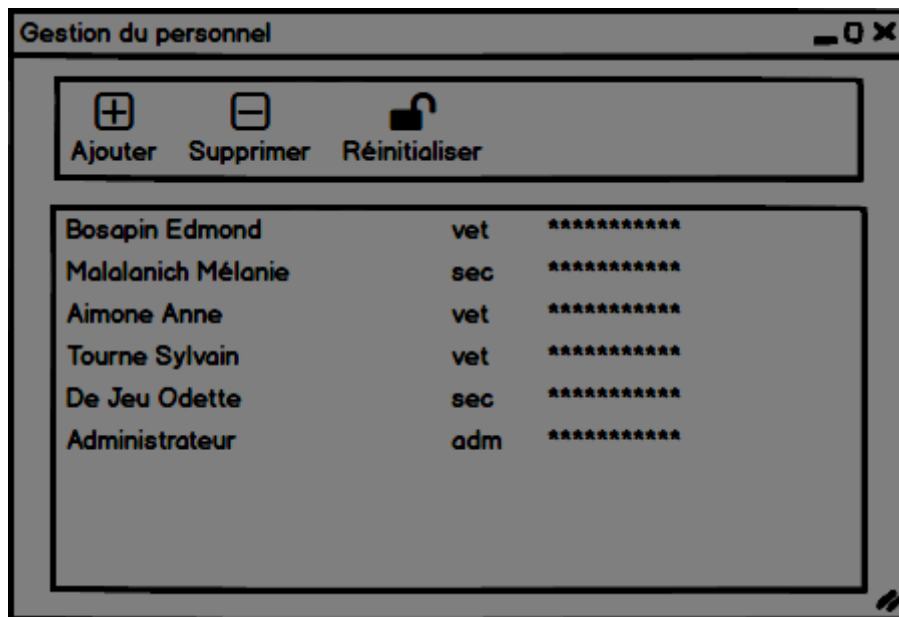 Gestion du personnel
Ajouter Supprimer Réinitialiser
Bosapin Edmond vet ***********
Malalanich Mélanie sec ***********
Aimone Anne vet ***********
Tourne Sylvain vet ***********
De Jeu Odette sec ***********
Administrateur adm ***********